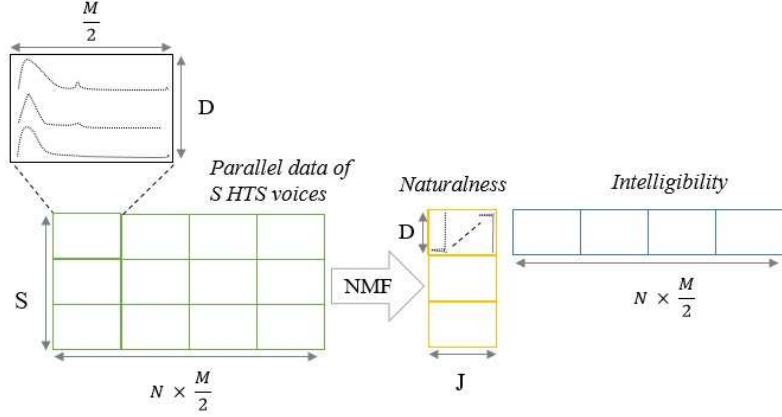 M/2
D
Parallel data of
S HTS voices
Naturalness
Intelligibility
D
S
NMF
N × M/2
J
N × M/2